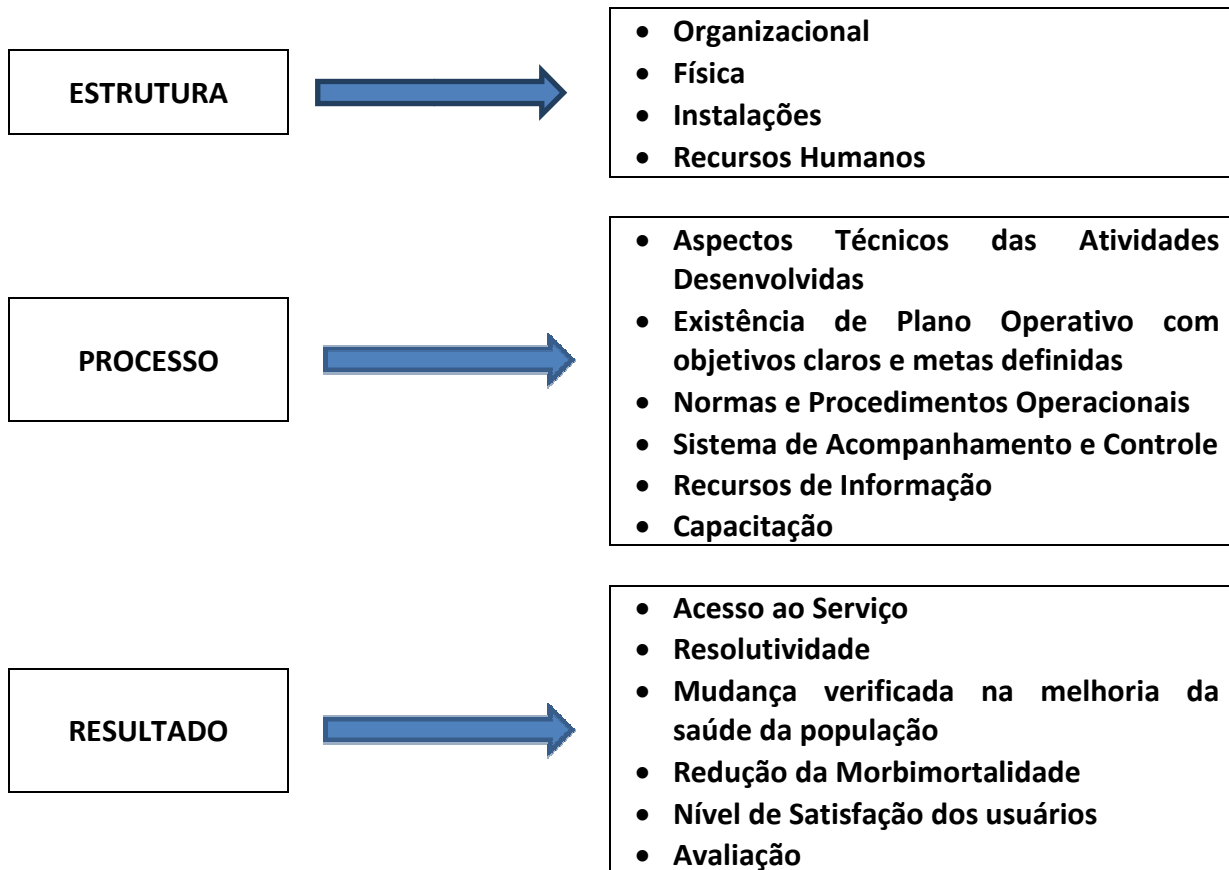 ESTRUTURA
• Organizacional
• Física
• Instalações
• Recursos Humanos
PROCESSO
• Aspectos Técnicos das Atividades
Desenvolvidas
• Existência de Plano Operativo com
objetivos claros e metas definidas
• Normas e Procedimentos Operacionais
• Sistema de Acompanhamento e Controle
• Recursos de Informação
• Capacitação
RESULTADO
• Acesso ao Serviço
• Resolutividade
• Mudança verificada na melhoria da
saúde da população
• Redução da Morbimortalidade
• Nível de Satisfação dos usuários
• Avaliação